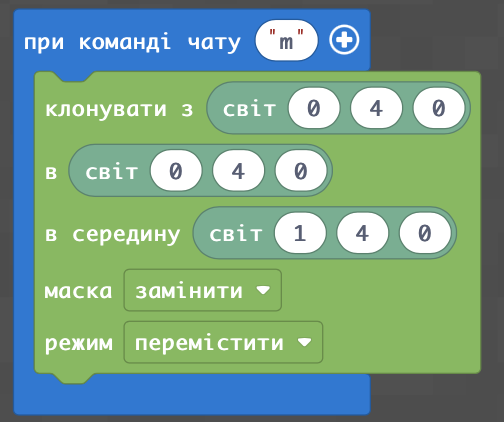 при команді чату "m"
клонувати з світ 0 4 0
в світ 0 4 0
в середину світ 1 4 0
маска замінити
режим перемістити